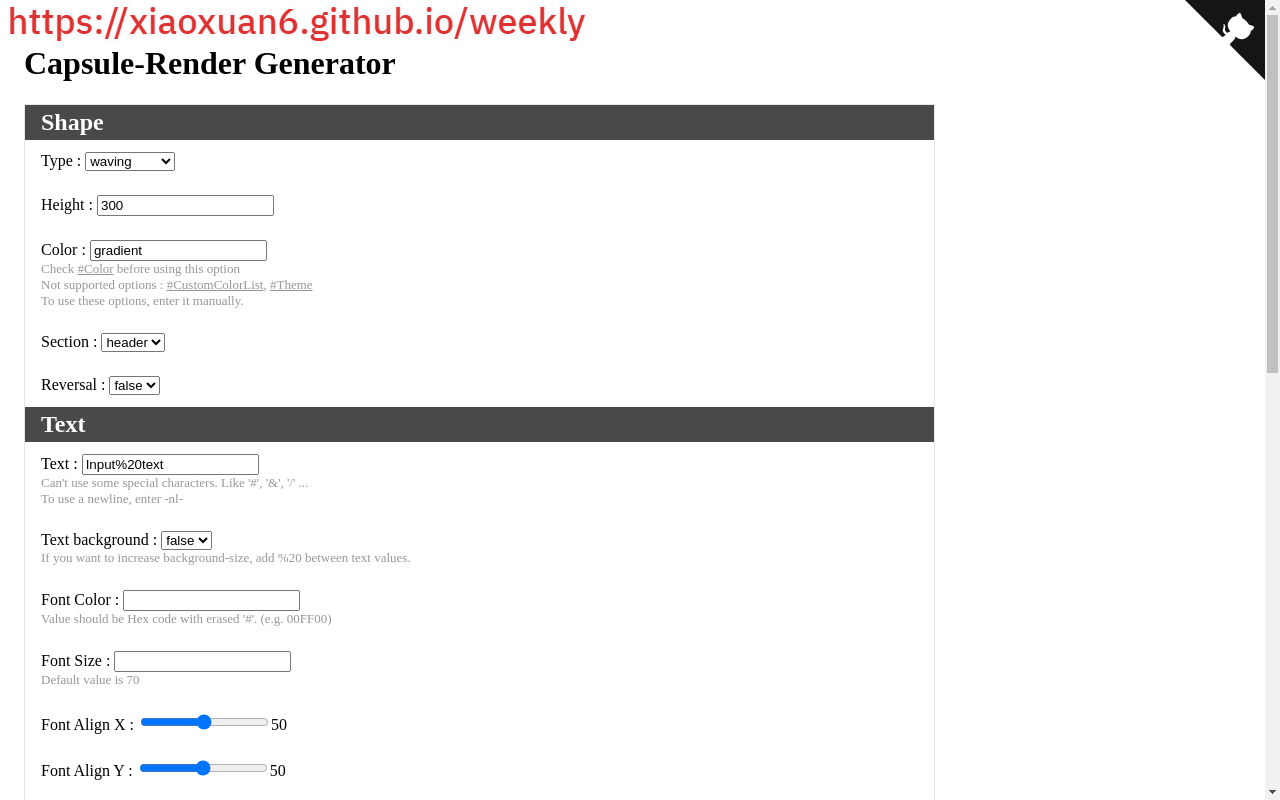 https://xiaoxuan6.github.io/weekly
Capsule-Render Generator
Shape
Type : waving
Height : 300
Color : gradient
Check #Color before using this option
Not supported options : #CustomColorList, #Theme
To use these options, enter it manually.
Section : header
Reversal : false
Text
Text : Input%20text
Can't use some special characters. Like '#', '&', '/' ...
To use a newline, enter -nl-
Text background : false
If you want to increase background-size, add %20 between text values.
Font Color :
Value should be Hex code with erased '#'. (e.g. 00FF00)
Font Size :
Default value is 70
Font Align X : 50
Font Align Y : 50